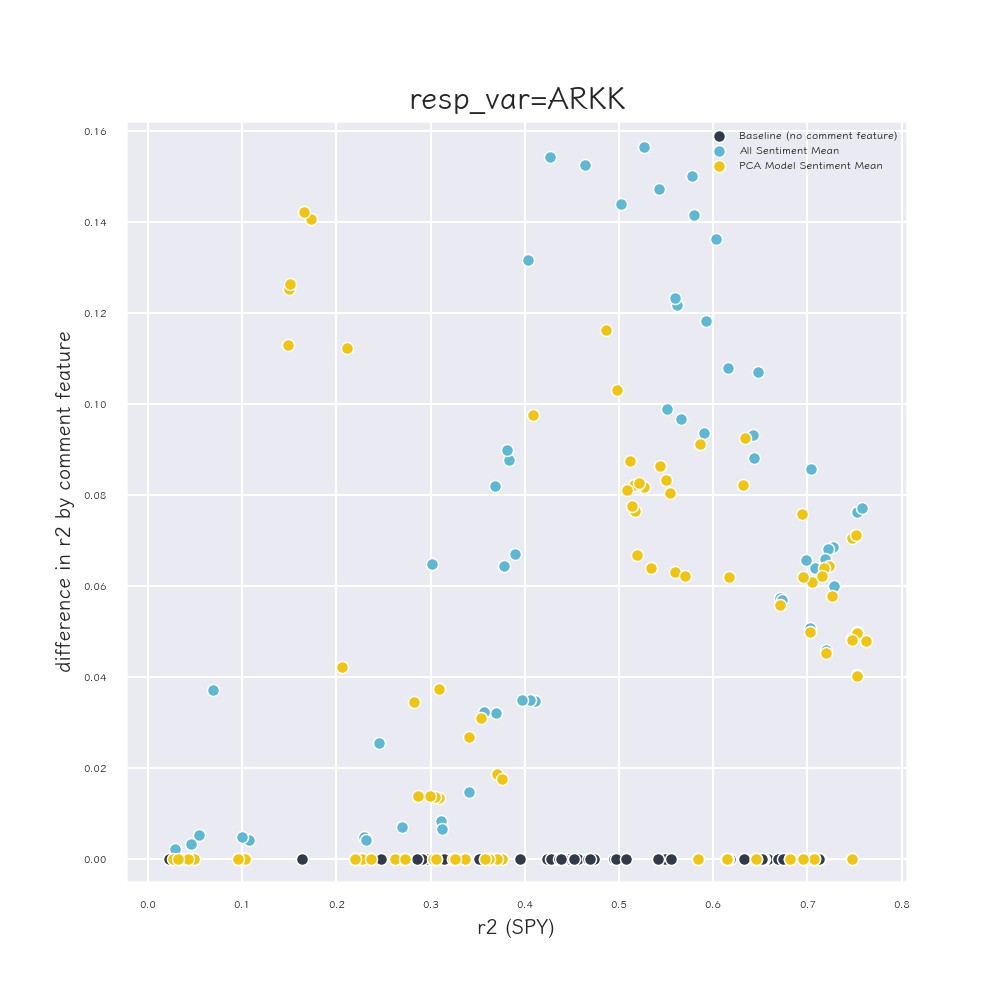 resp_var=ARKK
Baseline (no comment feature)
All Sentiment Mean
PCA Model Sentiment Mean
difference in r2 by comment feature
0.16
0.14
0.12
0.10
0.08
0.06
0.04
0.02
0.00
0.0 0.1 0.2 0.3 0.4 0.5 0.6 0.7 0.8
r2 (SPY)